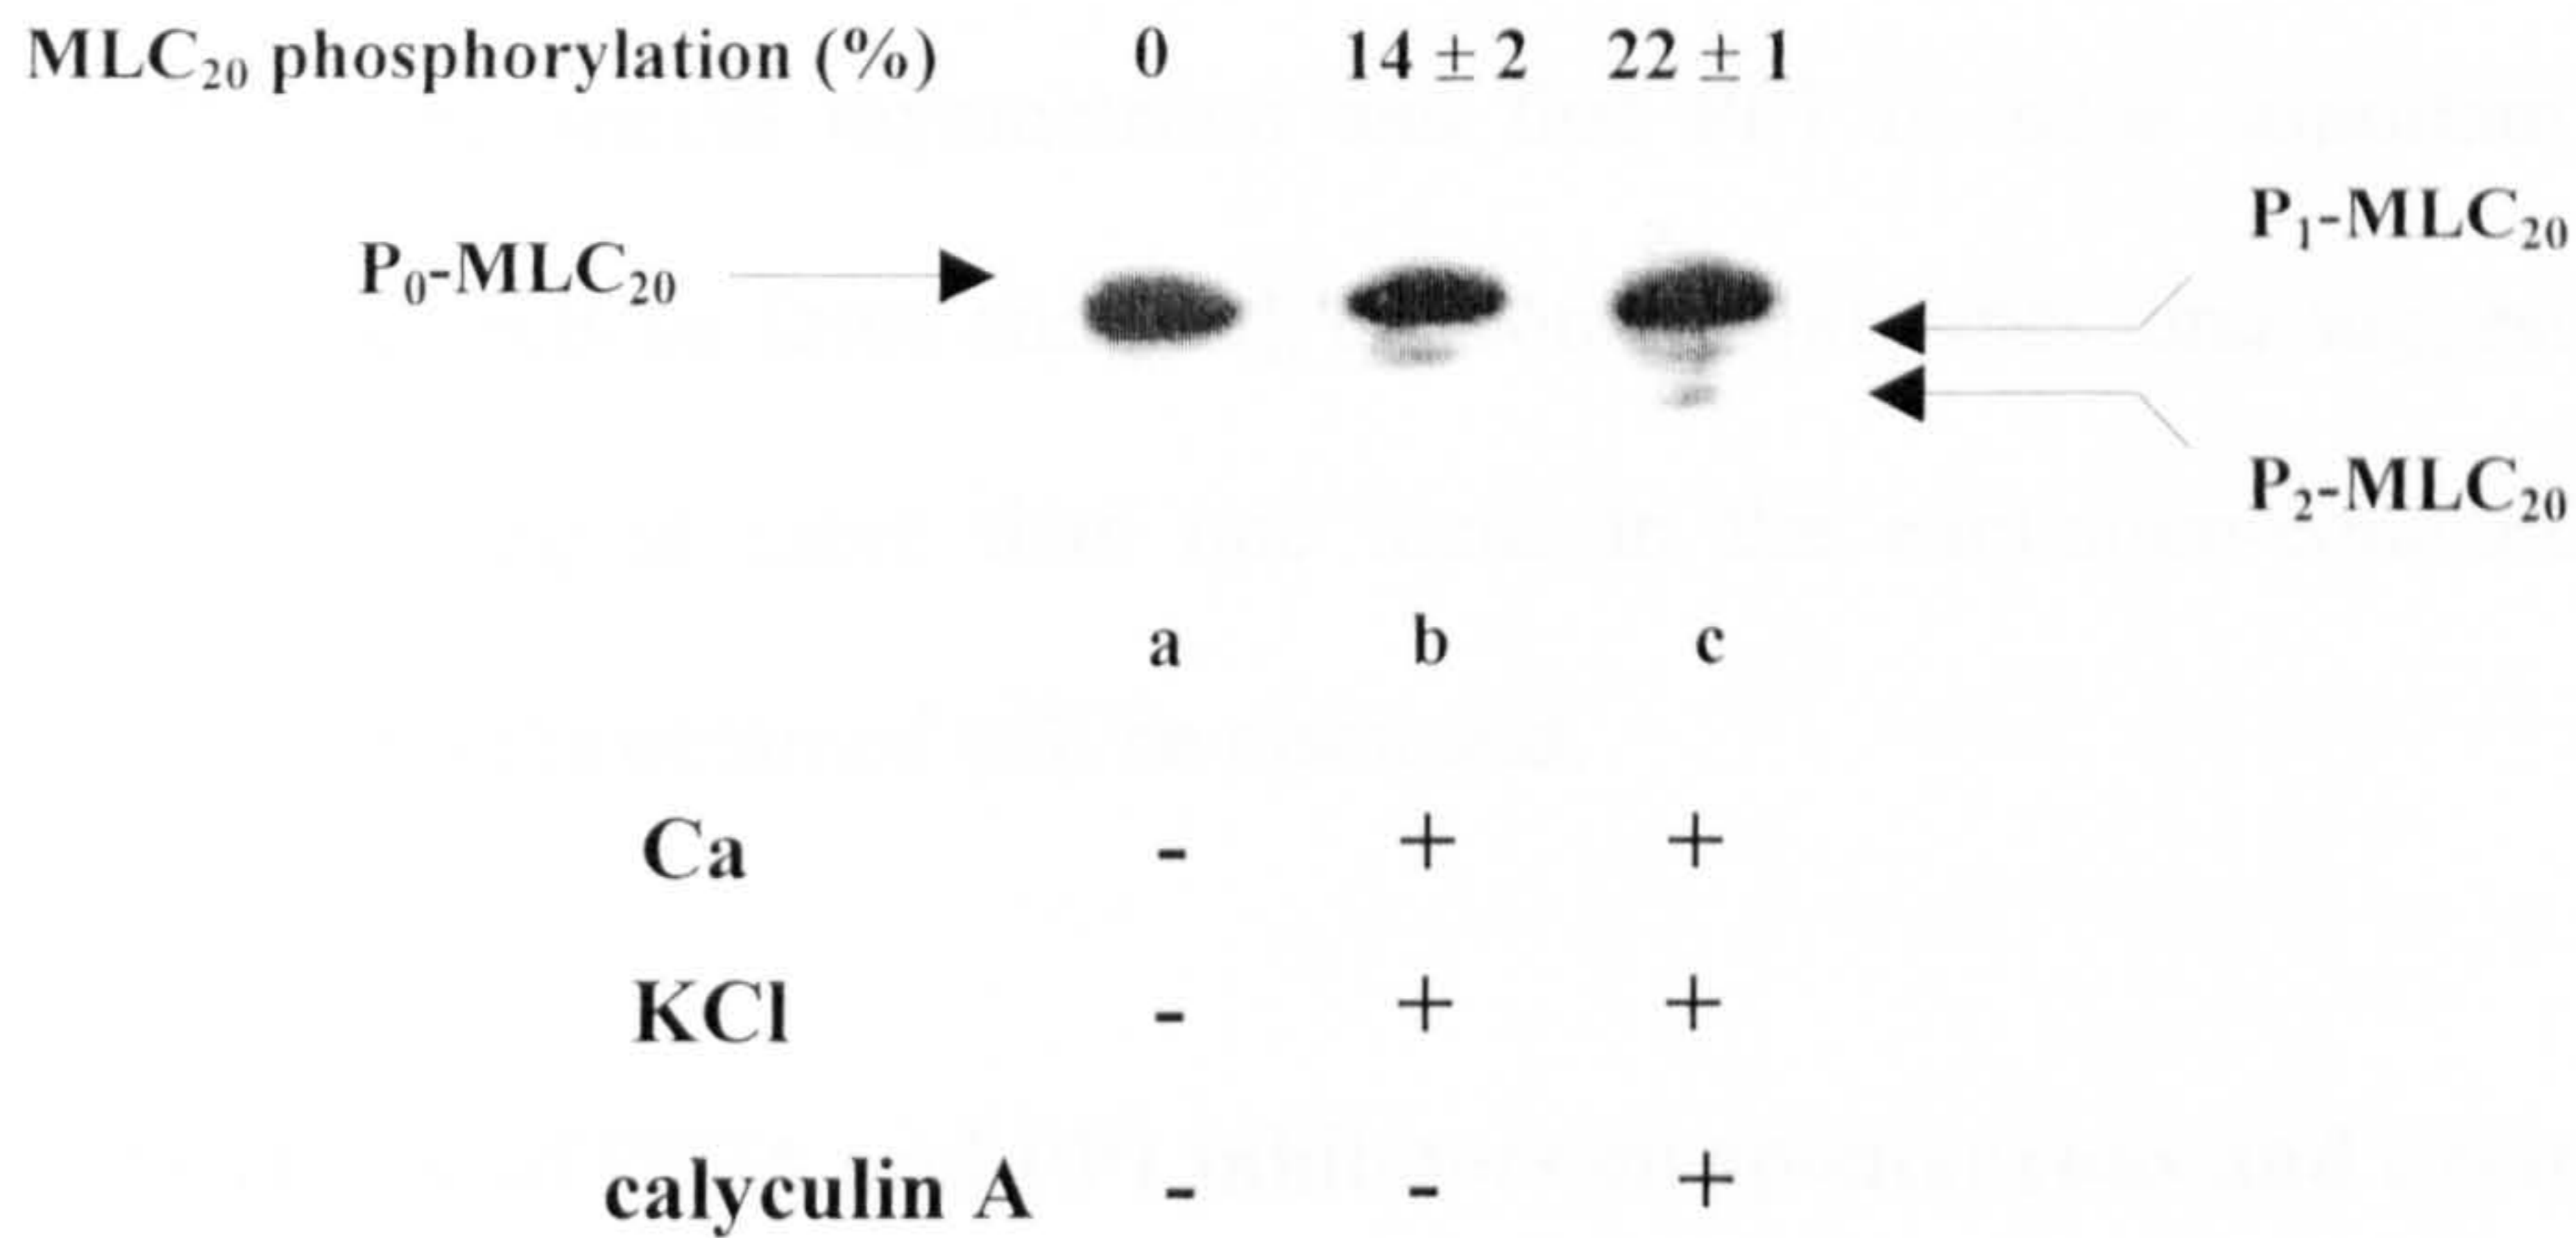 MLC₂₀ phosphorylation (%) 0 14 ± 2 22 ± 1
P₁-MLC₂₀
P₀-MLC₂₀
P₂-MLC₂₀
a b c
Ca - + +
KCl - + +
calyculin A - - +